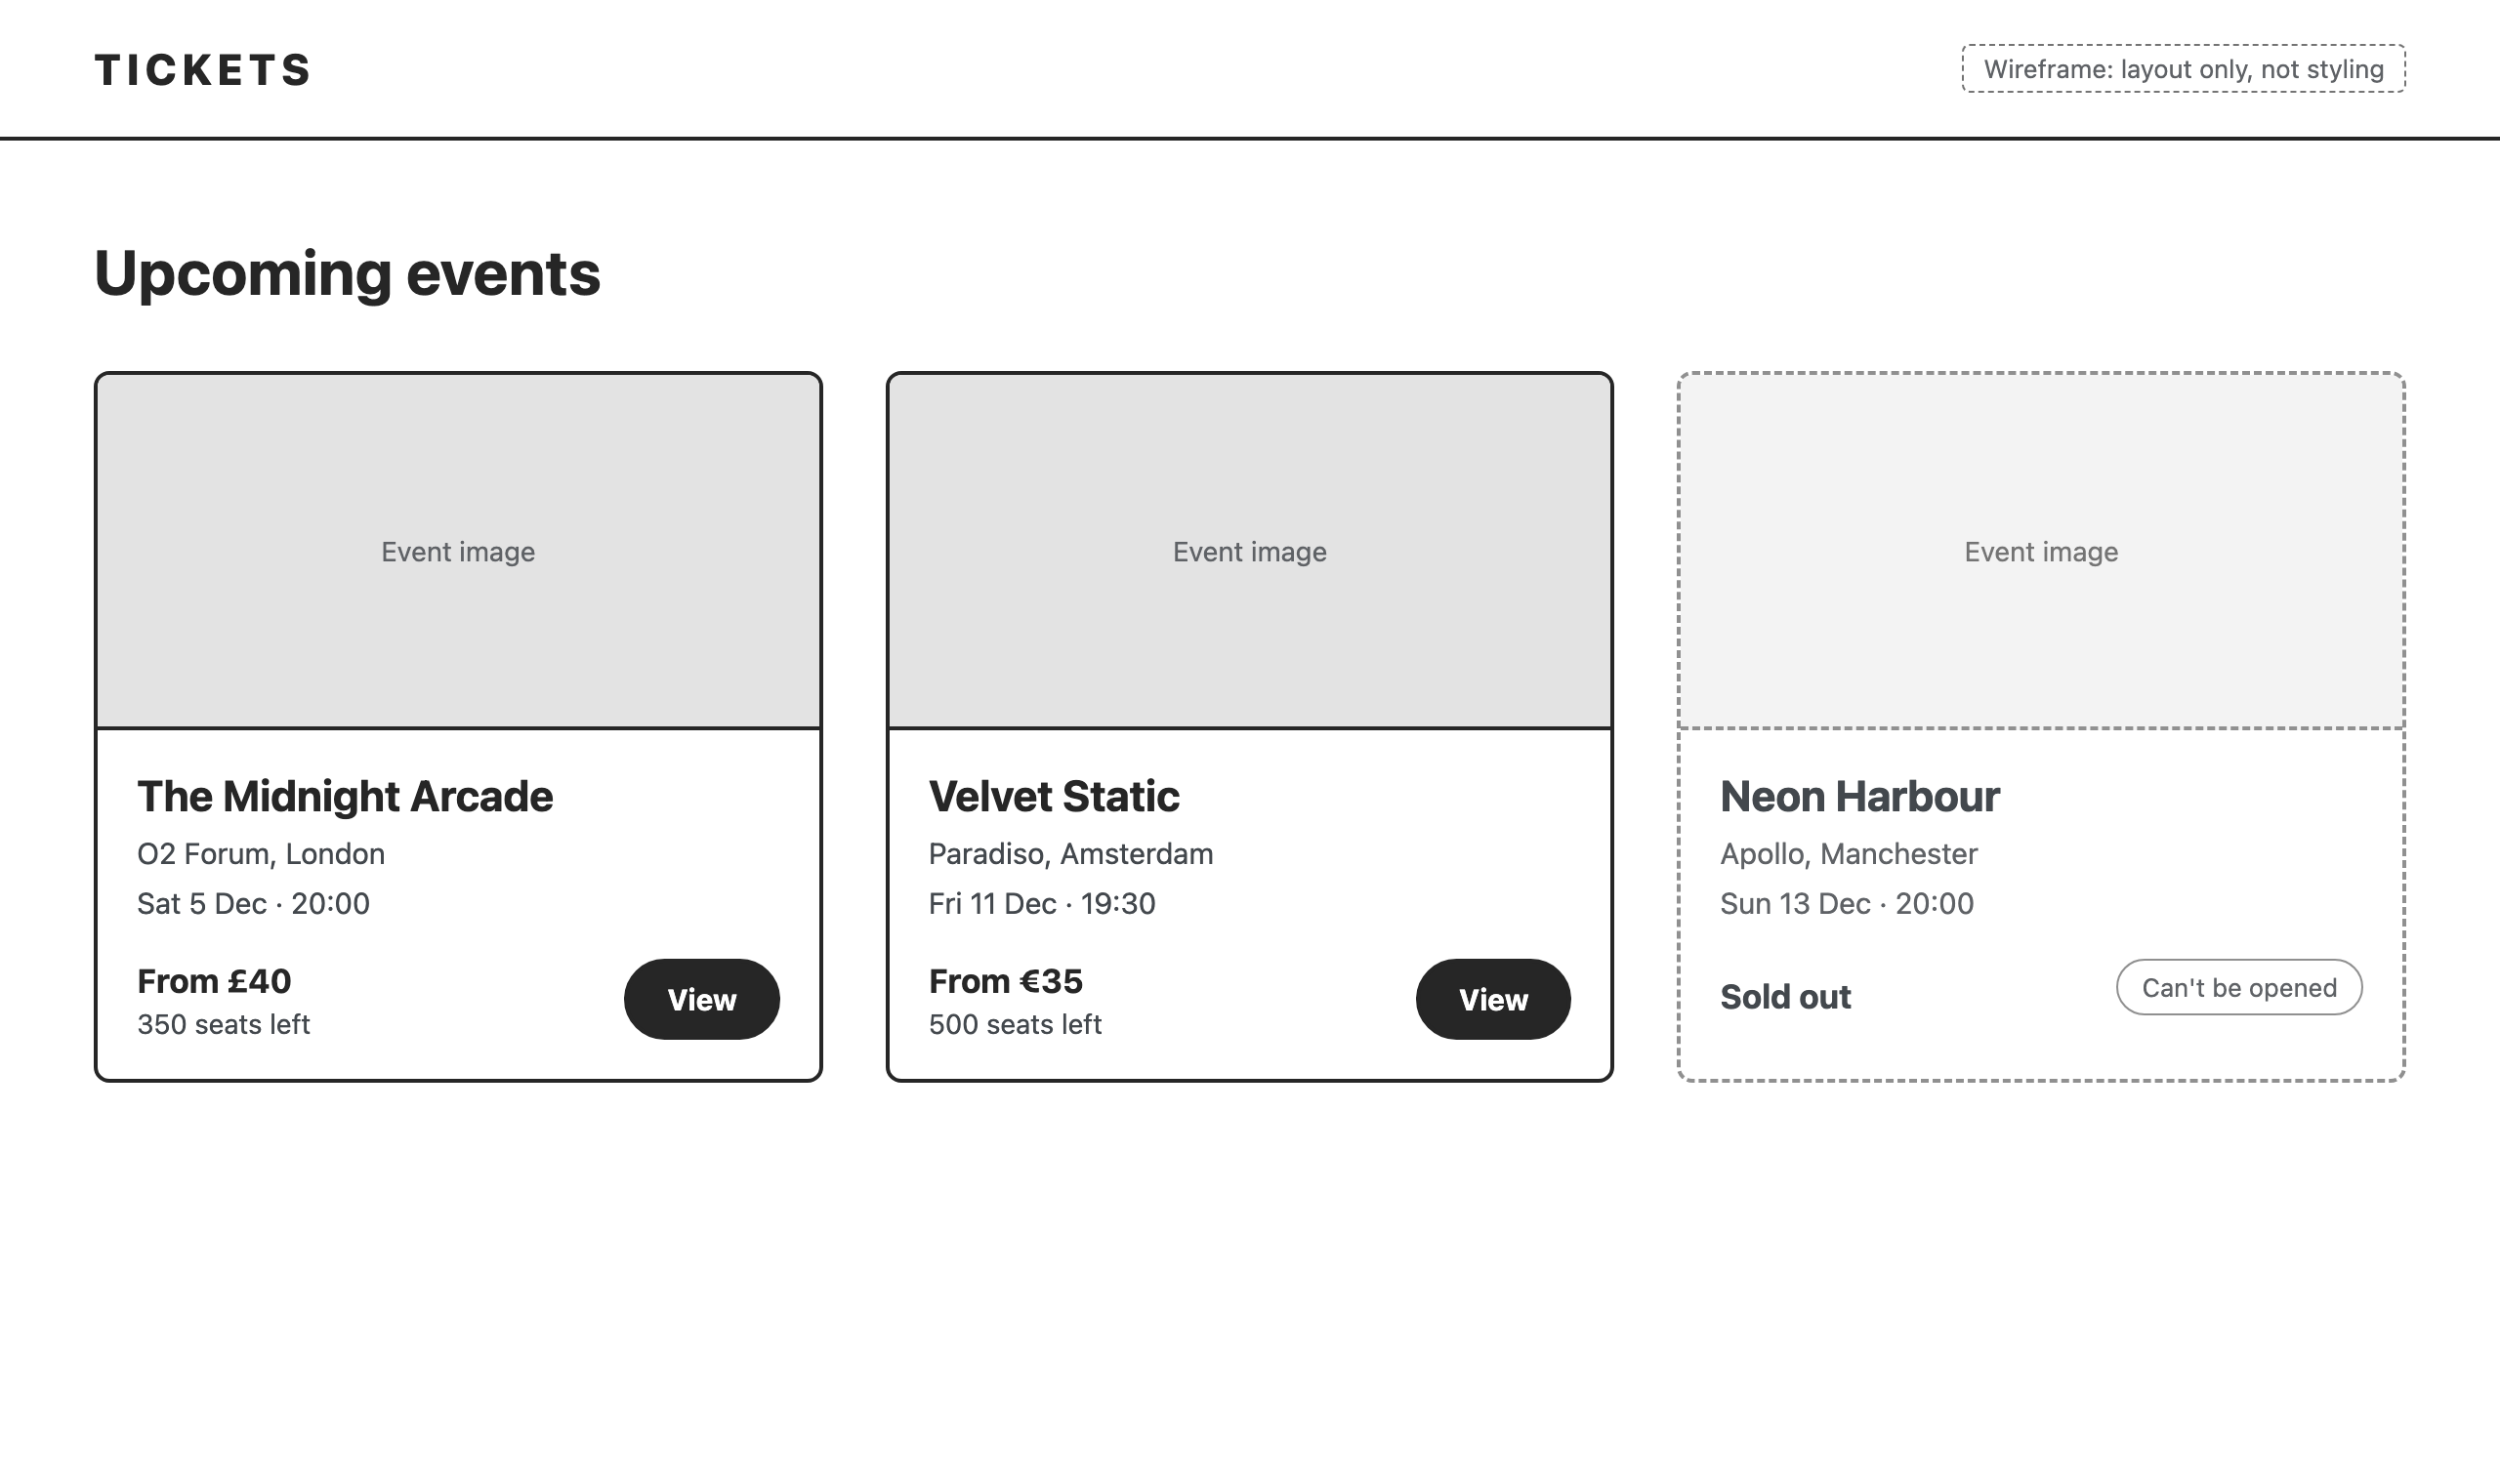 TICKETS
Wireframe: layout only, not styling
Upcoming events
Event image
The Midnight Arcade
O2 Forum, London
Sat 5 Dec · 20:00
From £40
350 seats left
View
Event image
Velvet Static
Paradiso, Amsterdam
Fri 11 Dec · 19:30
From €35
500 seats left
View
Event image
Neon Harbour
Apollo, Manchester
Sun 13 Dec · 20:00
Sold out
Can't be opened